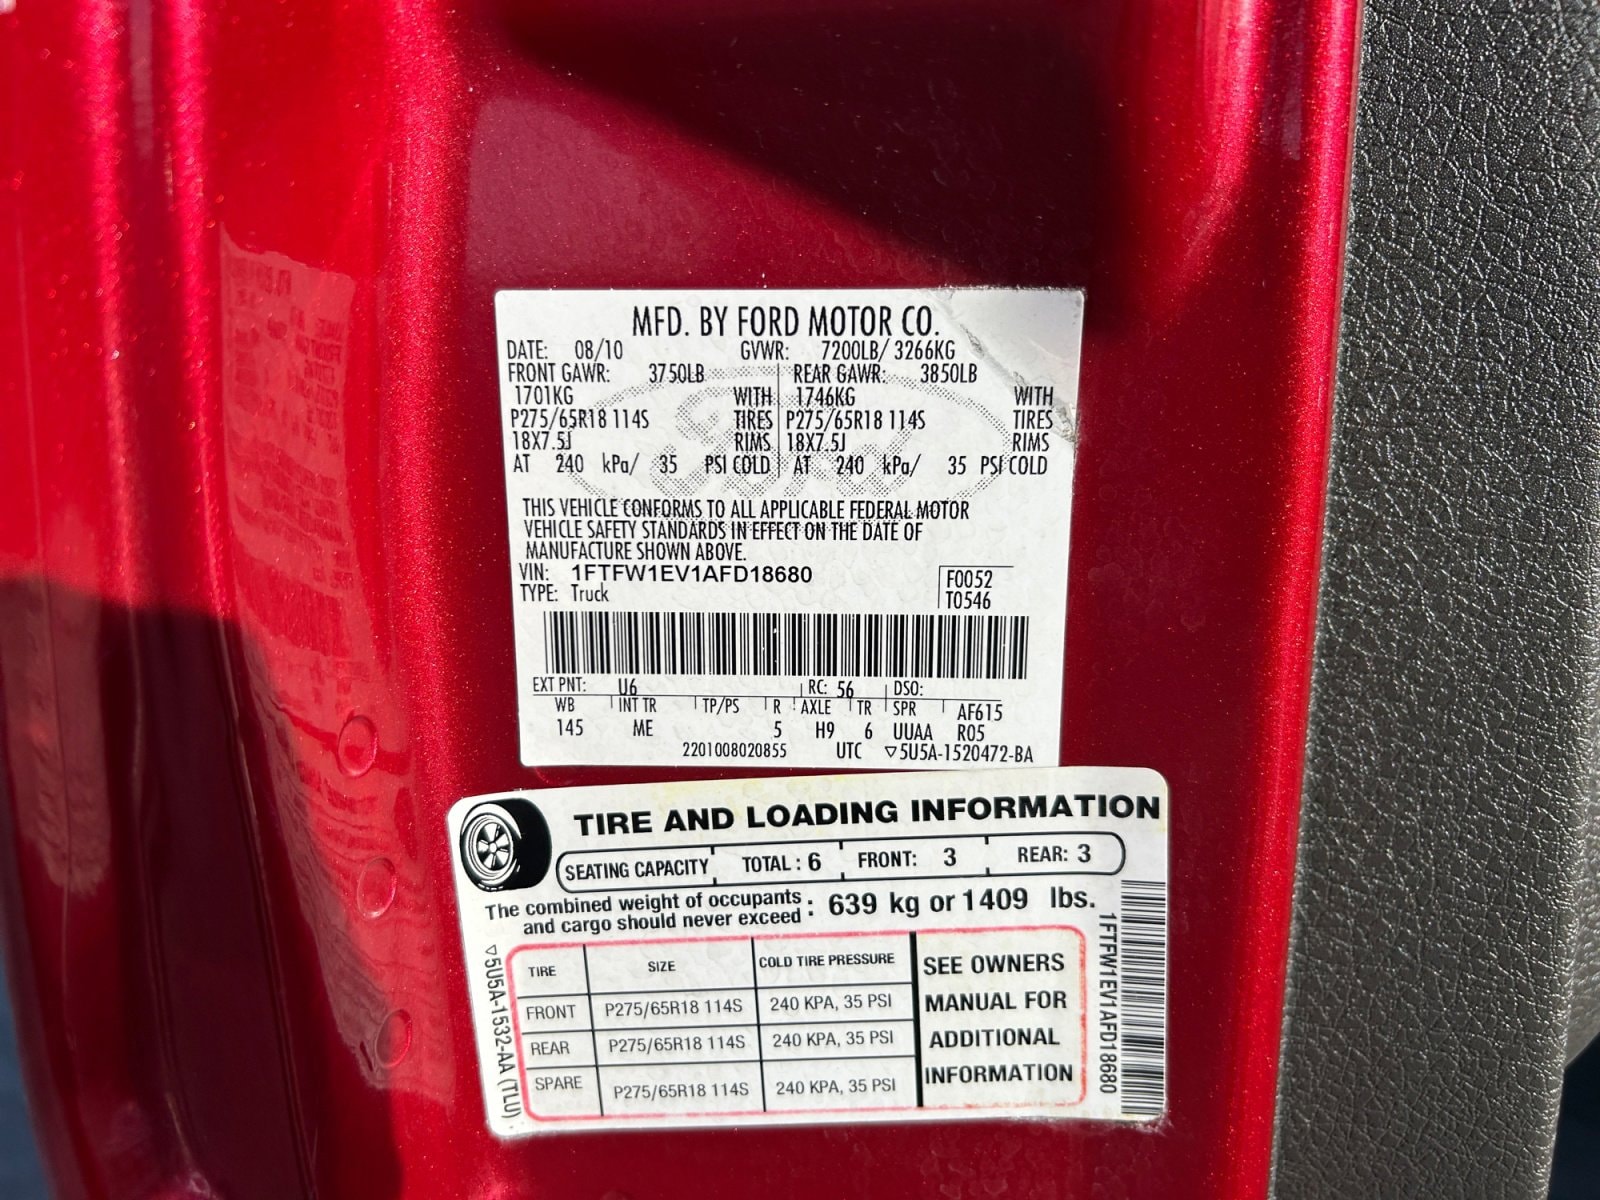 MFD. BY FORD MOTOR CO.
DATE: 08/10 GVWR: 7200LB/ 3266KG
FRONT GAWR: 3750LB REAR GAWR: 3850LB
1701KG WITH 1746KG WITH
P275/65R18 114S TIRES P275/65R18 114S TIRES
18X7.5J RIMS 18X7.5J RIMS
AT 240 kPa/ 35 PSI COLD AT 240 kPa/ 35 PSI COLD
Ford
THIS VEHICLE CONFORMS TO ALL APPLICABLE FEDERAL MOTOR
VEHICLE SAFETY STANDARDS IN EFFECT ON THE DATE OF
MANUFACTURE SHOWN ABOVE.
VIN: 1FTFW1EV1AFD18680 F0052
TYPE: Truck T0546
EXT PNT: U6 RC: 56 DSO:
WB INT TR TP/PS R AXLE TR SPR AF615
145 ME 5 H9 6 UUAA R05
2201008020855 UTC ▽5U5A-1520472-BA
TIRE AND LOADING INFORMATION
SEATING CAPACITY TOTAL : 6 FRONT: 3 REAR: 3
The combined weight of occupants
and cargo should never exceed : 639 kg or 1409 lbs.
TIRE SIZE COLD TIRE PRESSURE
FRONT P275/65R18 114S 240 KPA, 35 PSI
REAR P275/65R18 114S 240 KPA, 35 PSI
SPARE P275/65R18 114S 240 KPA, 35 PSI
SEE OWNERS
MANUAL FOR
ADDITIONAL
INFORMATION
▽5U5A-1532-AA (TLU)
1FTFW1EV1AFD18680